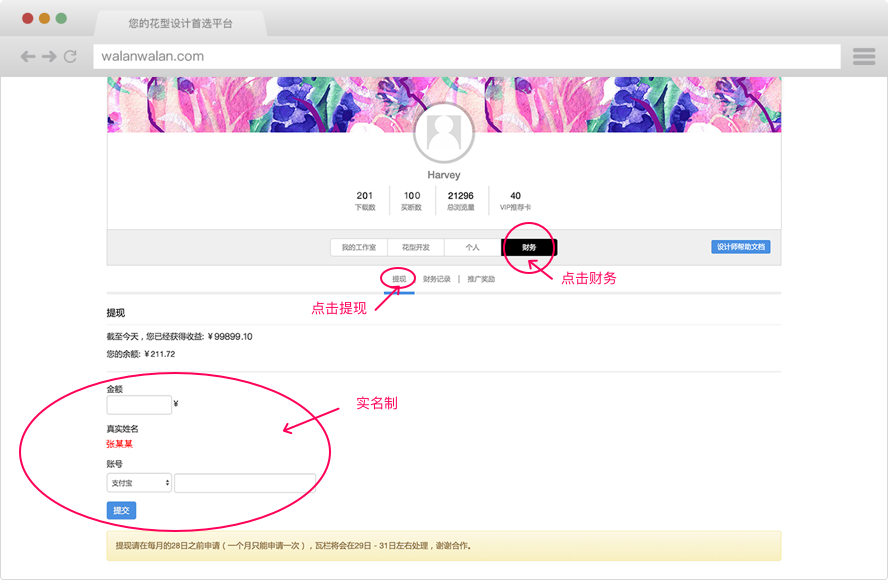 您的花型设计首选平台
walanwalan.com
Harvey
201 100 21296 40
下载数 买断数 总浏览量 VIP推荐卡
我的工作室 花型开发 个人 财务 设计师帮助文档
提现 财务记录 | 推广奖励
点击财务
点击提现
提现
截至今天，您已经获得收益: ¥99899.10
您的余额: ¥211.72
金额
¥
实名制
真实姓名
张某某
账号
支付宝
提交
提现请在每月的28日之前申请（一个月只能申请一次），瓦栏将会在29日 - 31日左右处理，谢谢合作。